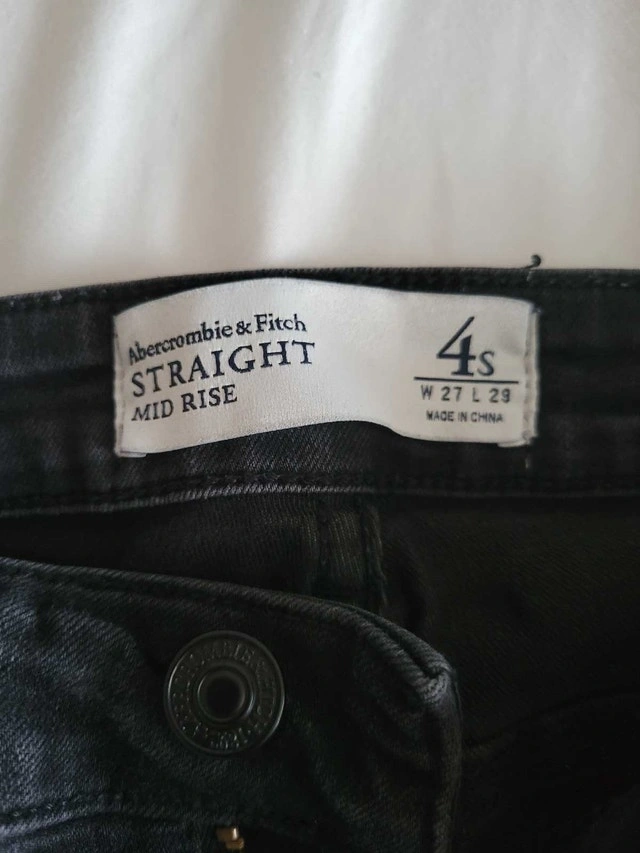 Abercrombie & Fitch
STRAIGHT
MID RISE
4s
W 27 L 29
MADE IN CHINA